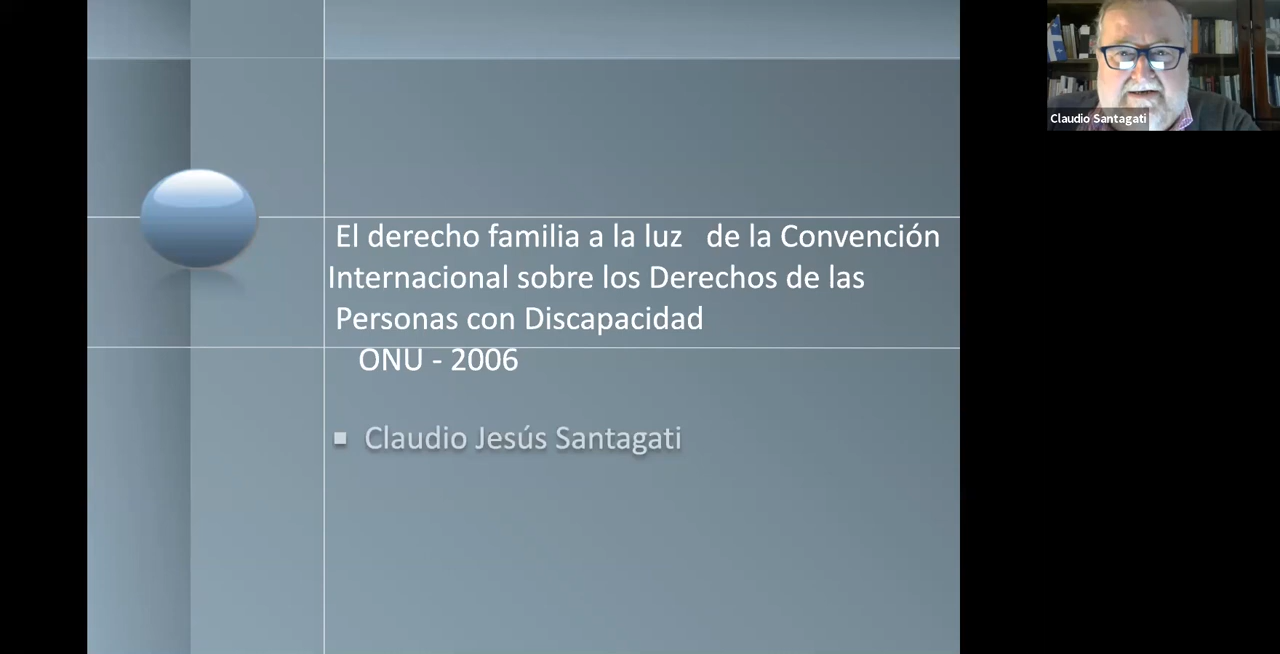 El derecho familia a la luz   de la Convención
Internacional sobre los Derechos de las
Personas con Discapacidad
ONU - 2006
Claudio Jesús Santagati
Claudio Santagati